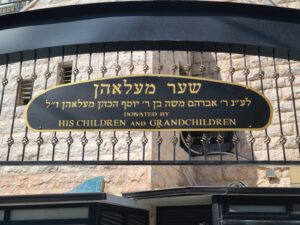 שער מעלאהן
לע״נ ר׳ אברהם משה בן ר׳ יוסף הכהן מעלאהן ז״ל
DONATED BY
HIS CHILDREN AND GRANDCHILDREN